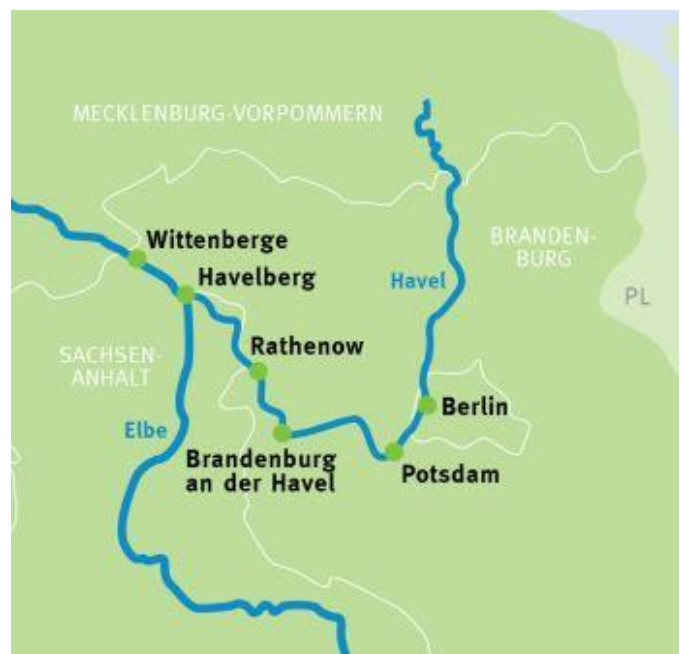 MECKLENBURG-VORPOMMERN
Wittenberge
BRANDEN-
BURG
Havelberg
Havel
PL
Rathenow
SACHSEN-
ANHALT
Berlin
Elbe
Brandenburg
an der Havel
Potsdam